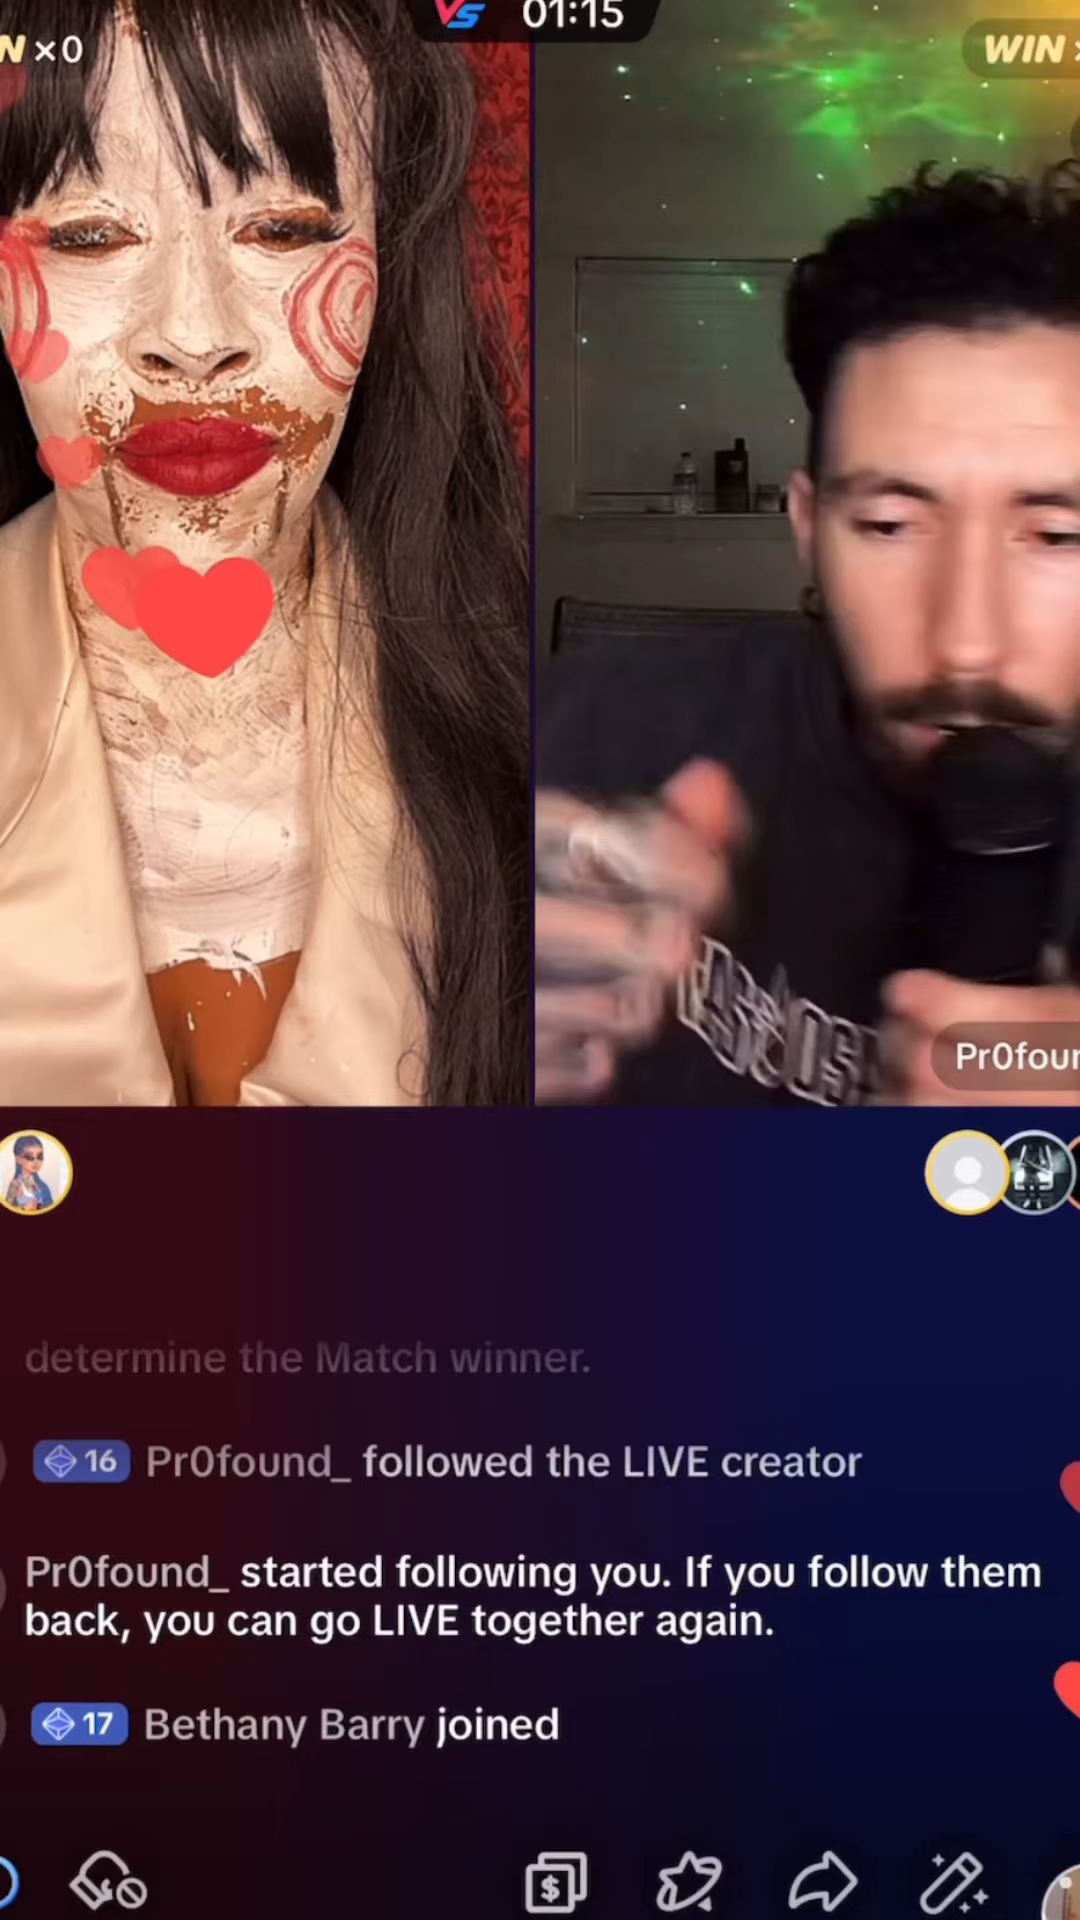 VS 01:15
N ×0
WIN
Pr0foun
determine the Match winner.
16 Pr0found_ followed the LIVE creator
Pr0found_ started following you. If you follow them
back, you can go LIVE together again.
17 Bethany Barry joined
$